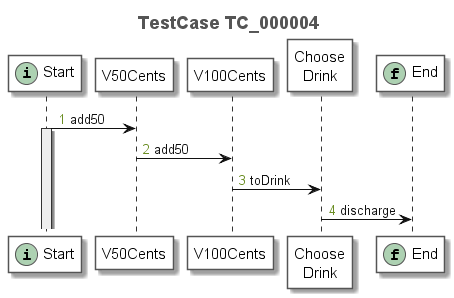 TestCase TC_000004
i Start
V50Cents
V100Cents
Choose
Drink
f End
1 add50
2 add50
3 toDrink
4 discharge
i Start
V50Cents
V100Cents
Choose
Drink
f End